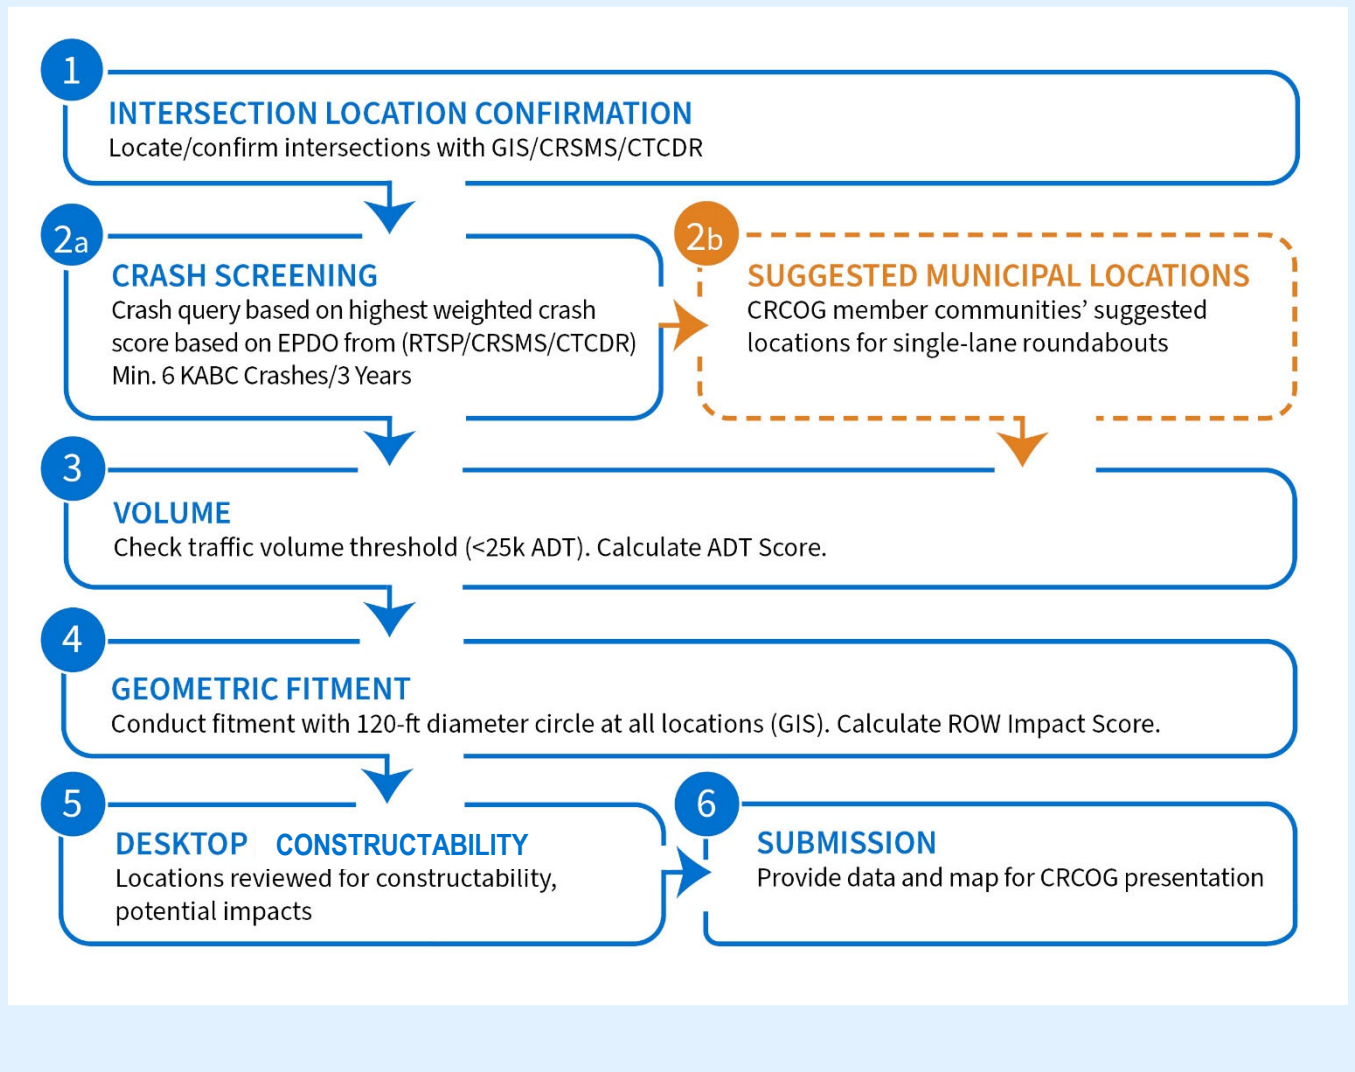 1
INTERSECTION LOCATION CONFIRMATION
Locate/confirm intersections with GIS/CRSMS/CTCDR
2a
CRASH SCREENING
Crash query based on highest weighted crash
score based on EPDO from (RTSP/CRSMS/CTCDR)
Min. 6 KABC Crashes/3 Years
2b
SUGGESTED MUNICIPAL LOCATIONS
CRCOG member communities’ suggested
locations for single-lane roundabouts
3
VOLUME
Check traffic volume threshold (<25k ADT). Calculate ADT Score.
4
GEOMETRIC FITMENT
Conduct fitment with 120-ft diameter circle at all locations (GIS). Calculate ROW Impact Score.
5
DESKTOP CONSTRUCTABILITY
Locations reviewed for constructability,
potential impacts
6
SUBMISSION
Provide data and map for CRCOG presentation